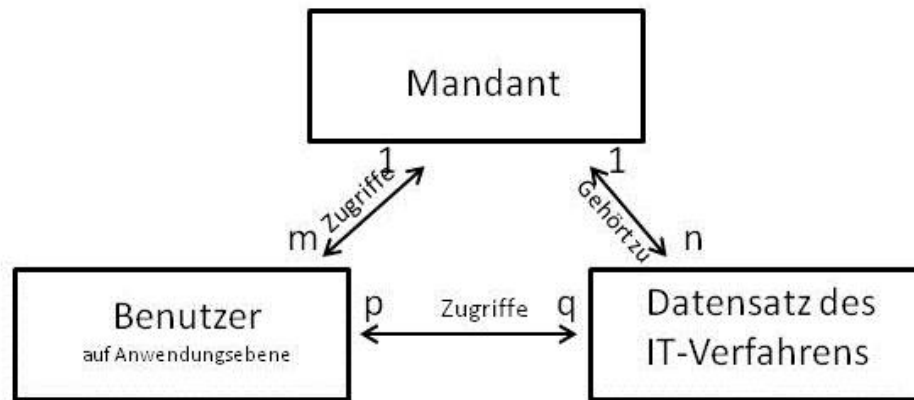 Mandant
1
1
Zugriffe
Gehört zu
m
n
Benutzer
auf Anwendungsebene
p
Zugriffe
q
Datensatz des
IT-Verfahrens